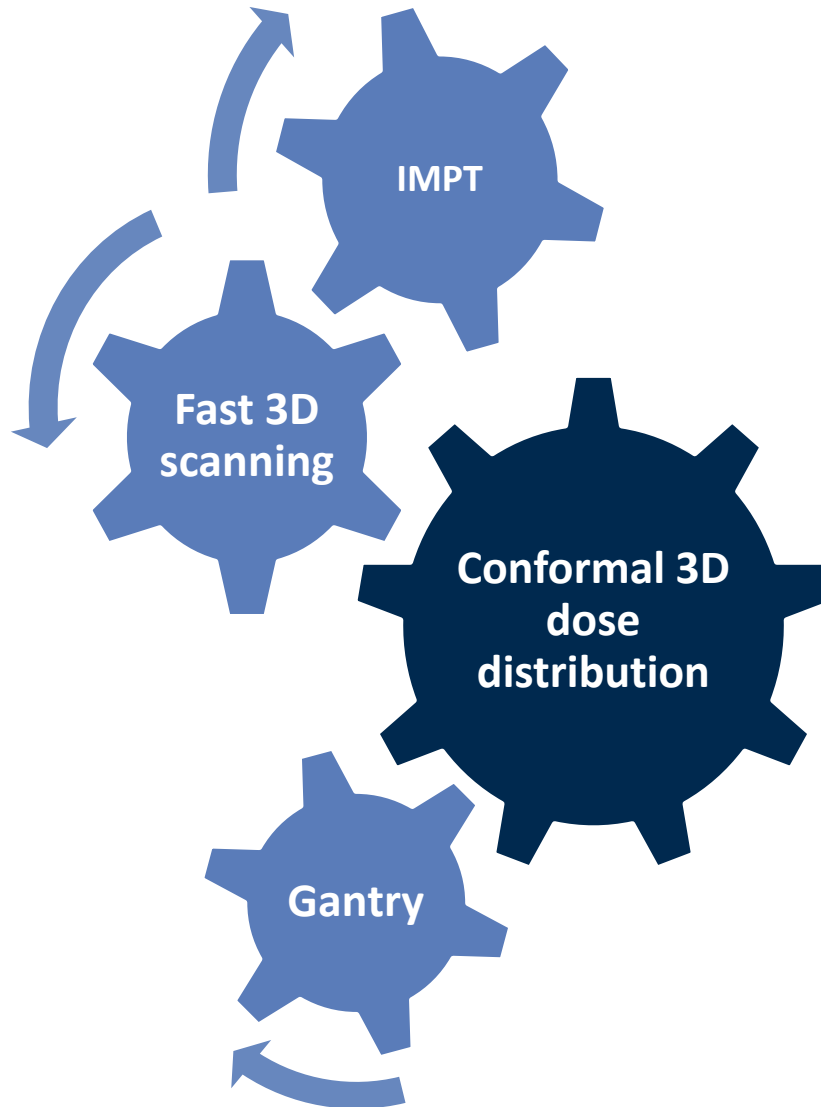 IMPT
Fast 3D
scanning
Conformal 3D
dose
distribution
Gantry